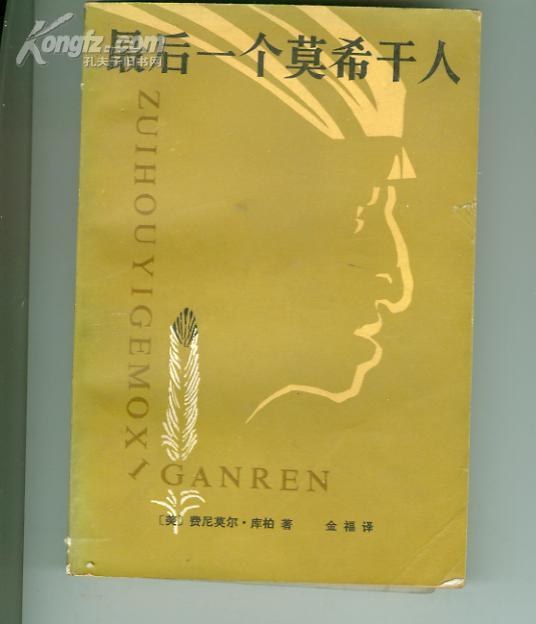 Kongfz.com
孔夫子旧书网
最后一个莫希干人
ZUIHOUYIGEMOXI
GANREN
〔美〕费尼莫尔·库柏 著 金福译